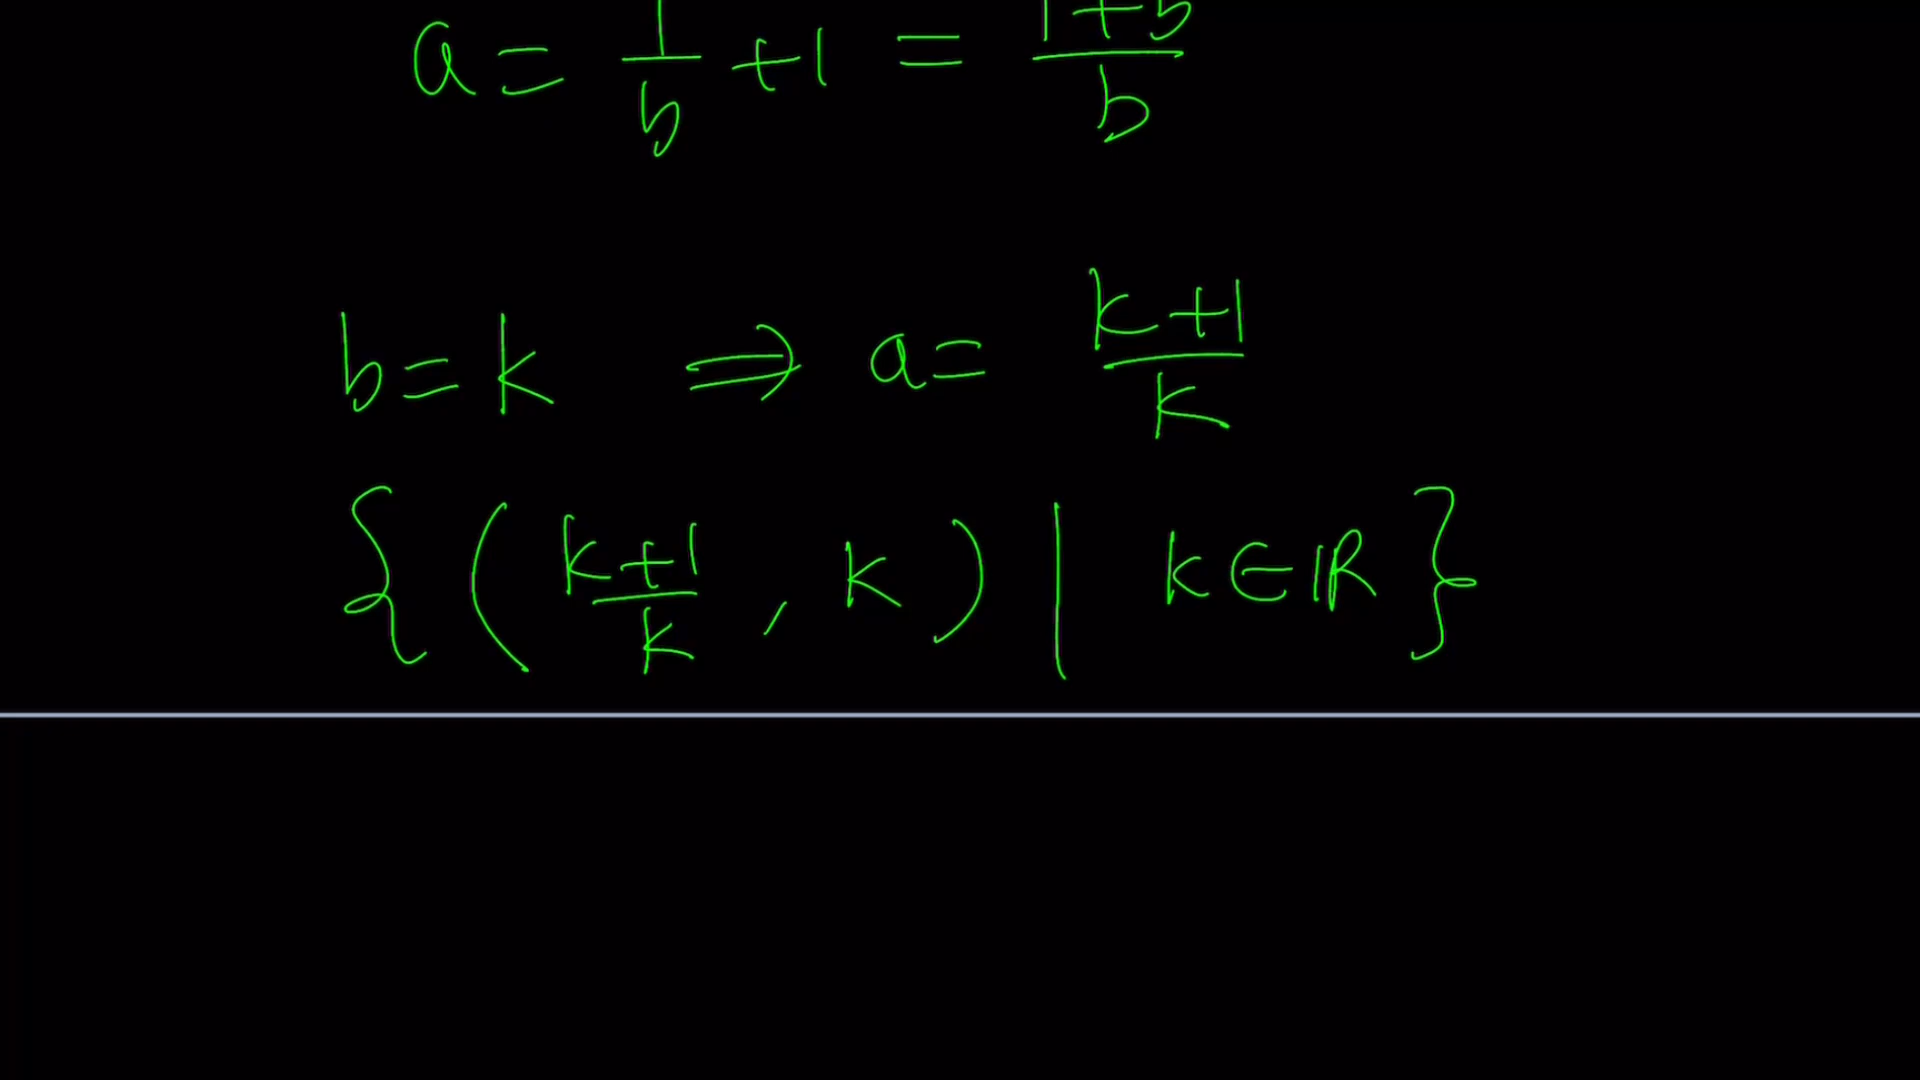 a = 1/b + 1 = (1+b)/b
b = k ⇒ a = (k+1)/k
{ ( (k+1)/k , k ) | k ∈ ℝ }